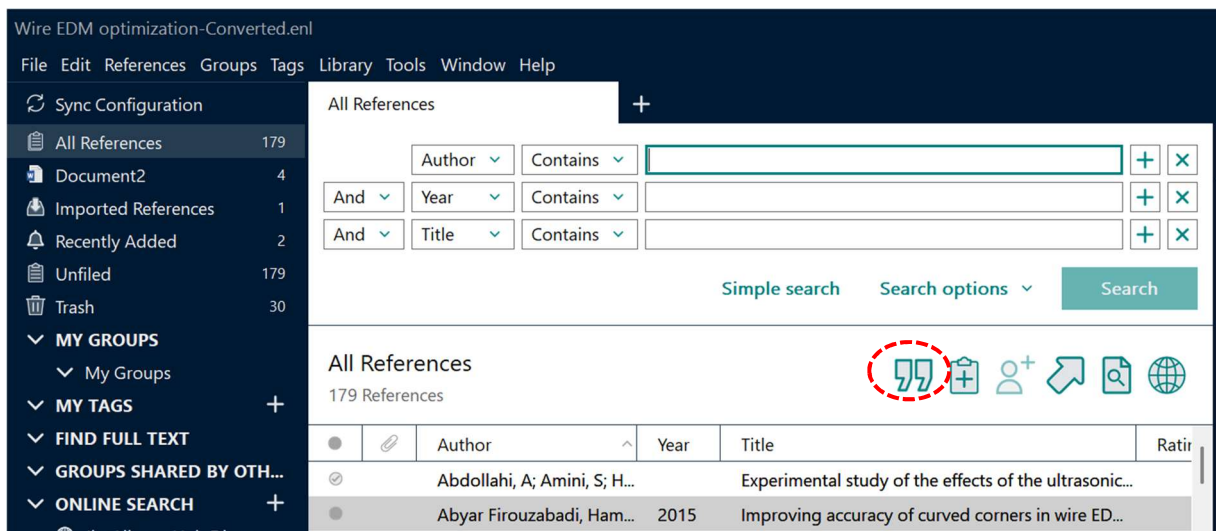 Wire EDM optimization-Converted.enl
File Edit References Groups Tags Library Tools Window Help
Sync Configuration
All References 179
Document2 4
Imported References 1
Recently Added 2
Unfiled 179
Trash 30
MY GROUPS
My Groups
MY TAGS +
FIND FULL TEXT
GROUPS SHARED BY OTH...
ONLINE SEARCH +
All References +
Author Contains
And Year Contains
And Title Contains
Simple search Search options Search
All References
179 References
Author Year Title Ratin
Abdollahi, A; Amini, S; H... Experimental study of the effects of the ultrasonic...
Abyar Firouzabadi, Ham... 2015 Improving accuracy of curved corners in wire ED...